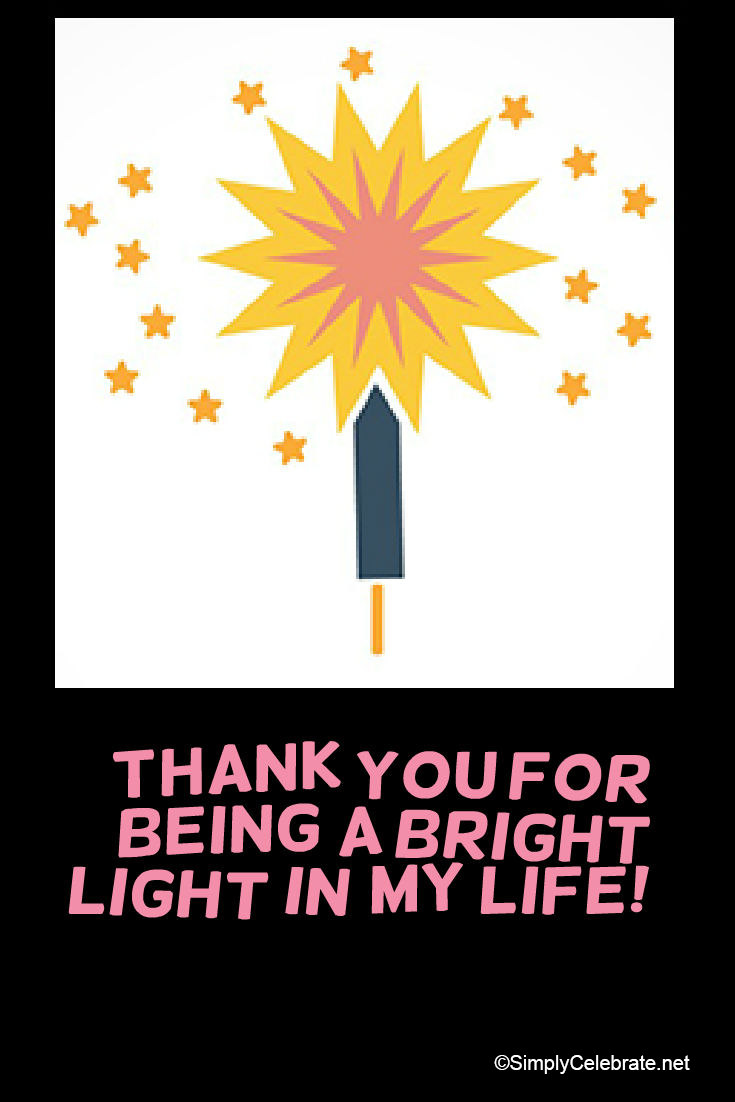 THANK YOU FOR
BEING A BRIGHT
LIGHT IN MY LIFE!
©SimplyCelebrate.net